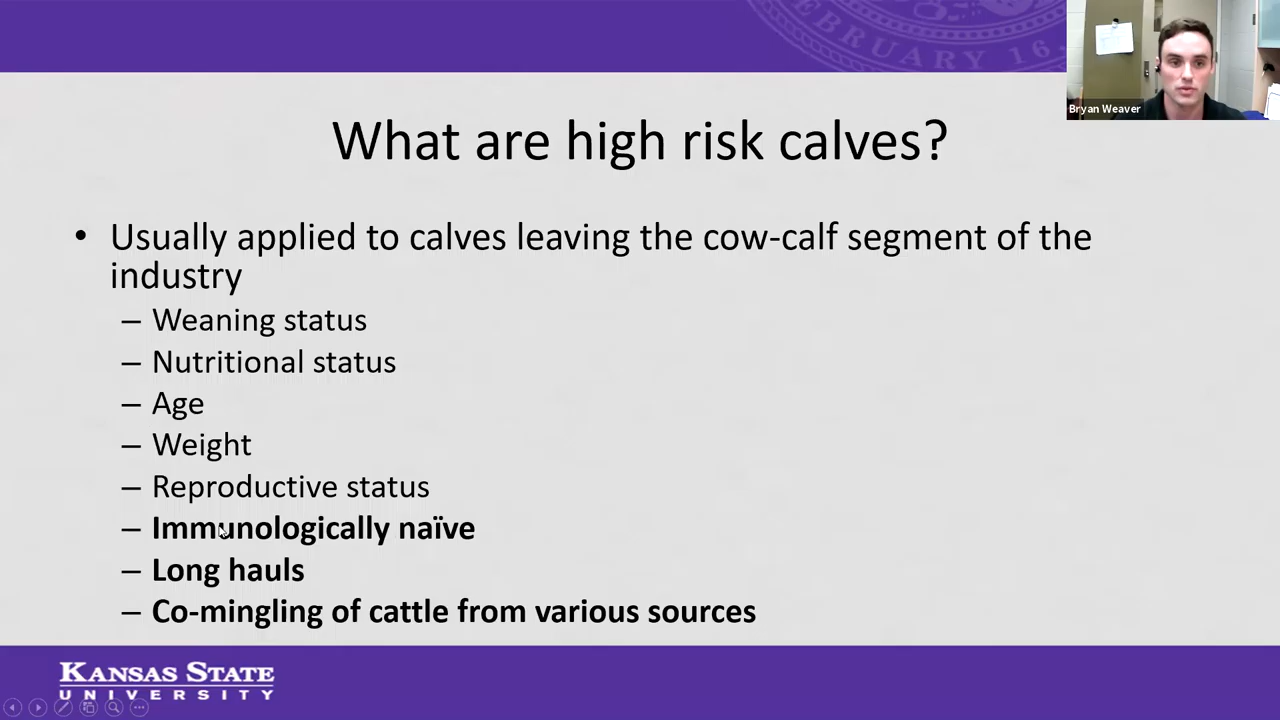 FEBRUARY 16,
Bryan Weaver
What are high risk calves?
• Usually applied to calves leaving the cow-calf segment of the
industry
– Weaning status
– Nutritional status
– Age
– Weight
– Reproductive status
– Immunologically naïve
– Long hauls
– Co-mingling of cattle from various sources
KANSAS STATE
UNIVERSITY